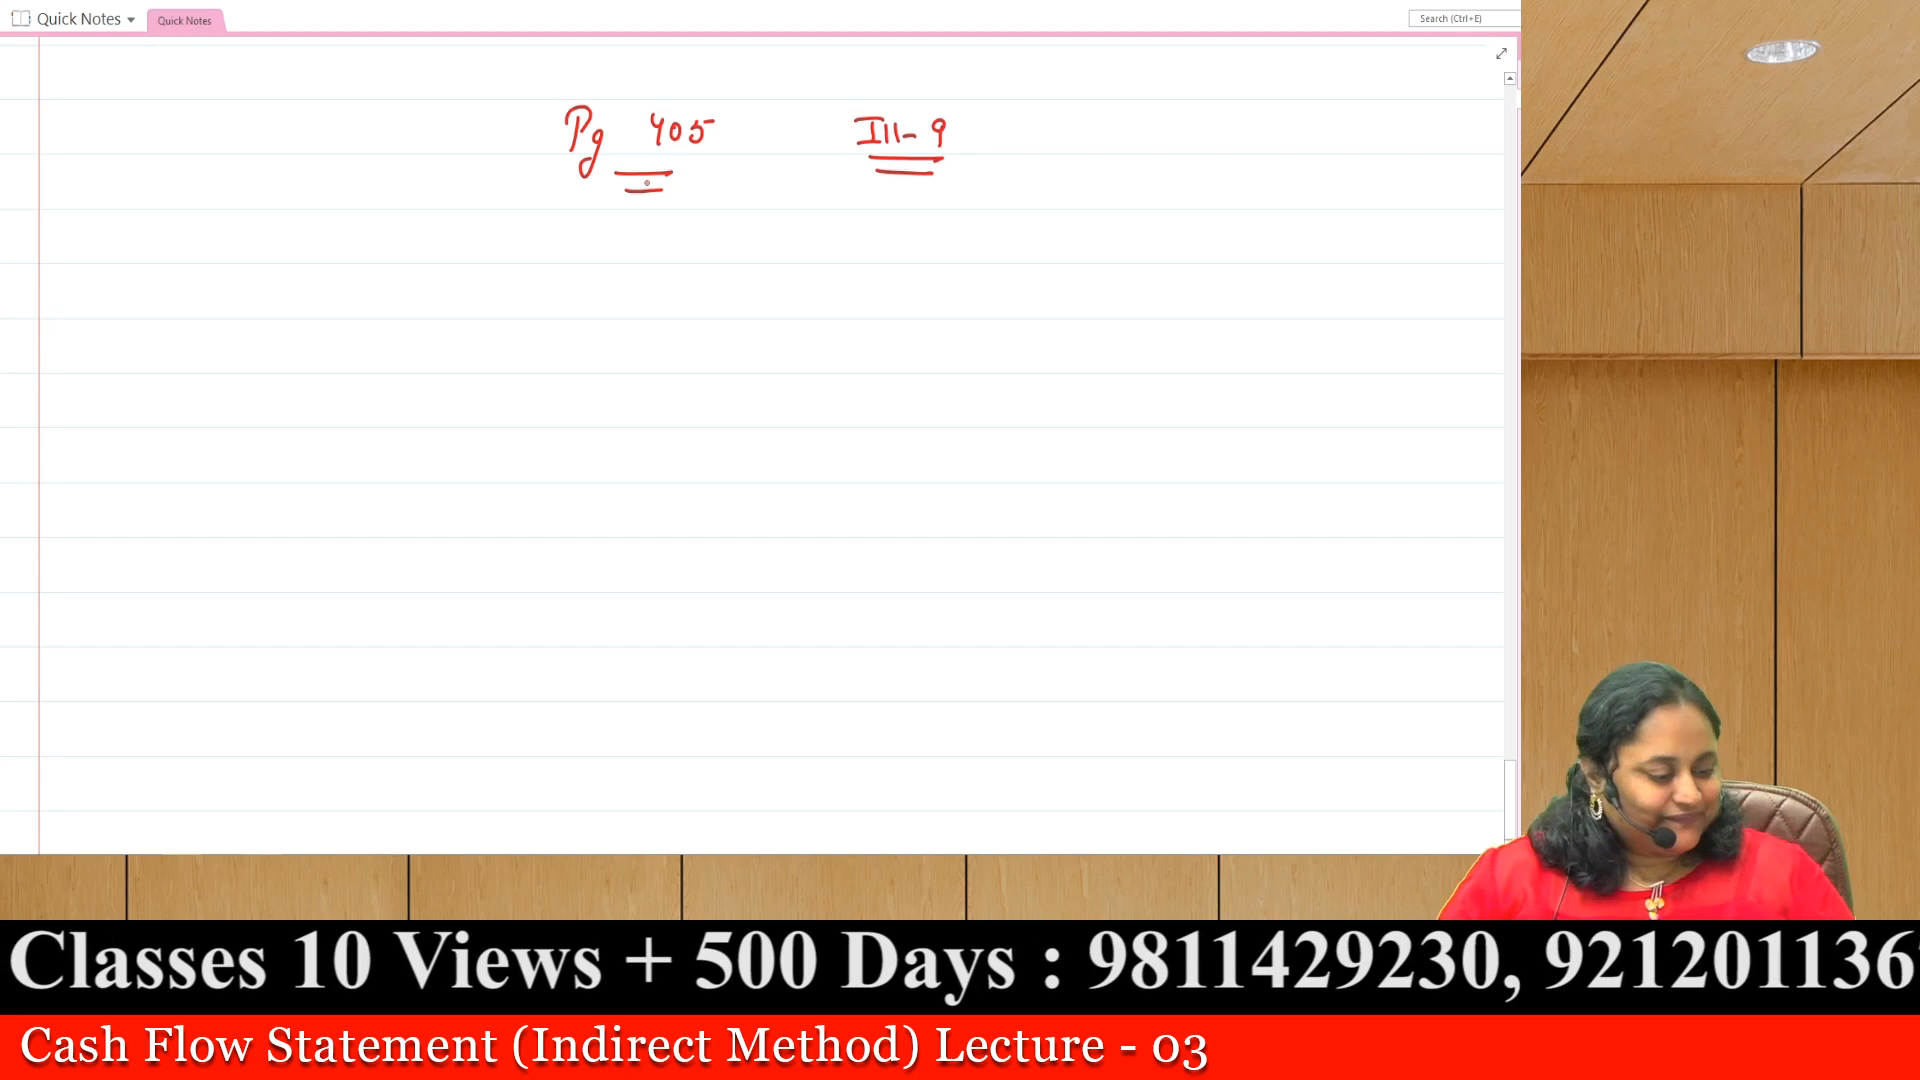 Quick Notes
Quick Notes
Search (Ctrl+E)
Pg 405 Ill-9
Classes 10 Views + 500 Days : 9811429230, 921201136
Cash Flow Statement (Indirect Method) Lecture - 03